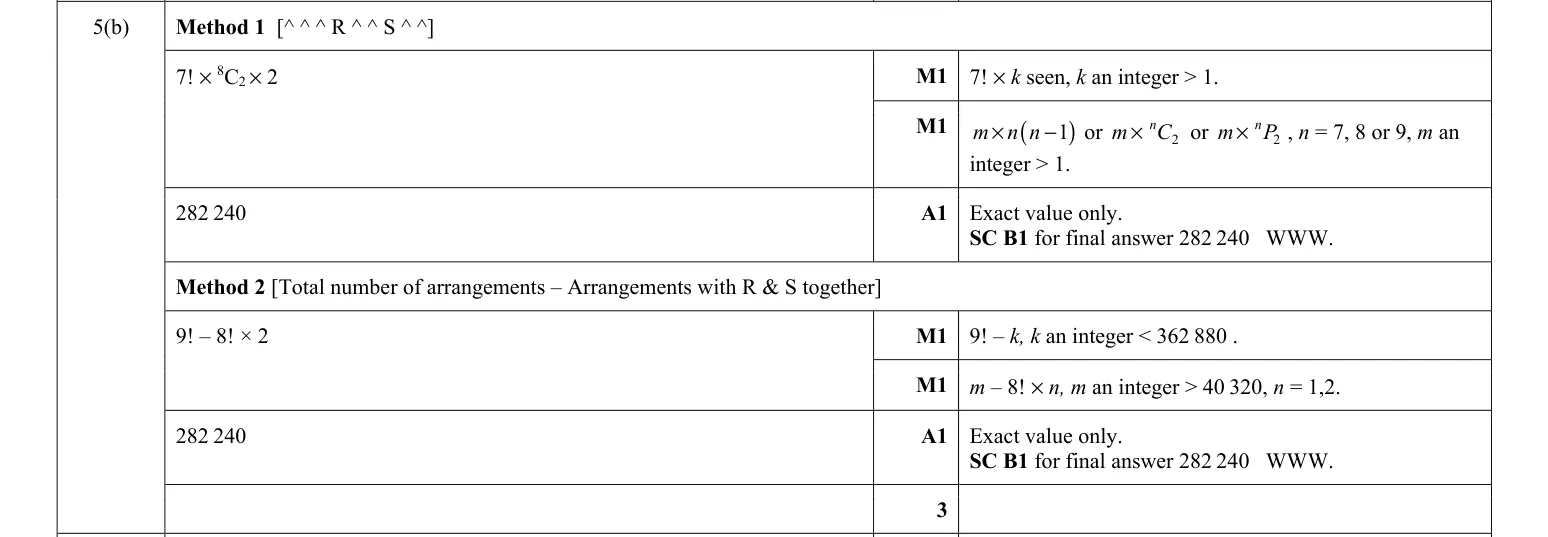 5(b) Method 1 [^ ^ ^ R ^ ^ S ^ ^]
7! × ⁸C₂ × 2 M1 7! × k seen, k an integer > 1.
M1 m × n(n − 1) or m × ⁿC₂ or m × ⁿP₂ , n = 7, 8 or 9, m an
integer > 1.
282 240 A1 Exact value only.
SC B1 for final answer 282 240 WWW.
Method 2 [Total number of arrangements – Arrangements with R & S together]
9! – 8! × 2 M1 9! – k, k an integer < 362 880 .
M1 m – 8! × n, m an integer > 40 320, n = 1,2.
282 240 A1 Exact value only.
SC B1 for final answer 282 240 WWW.
3